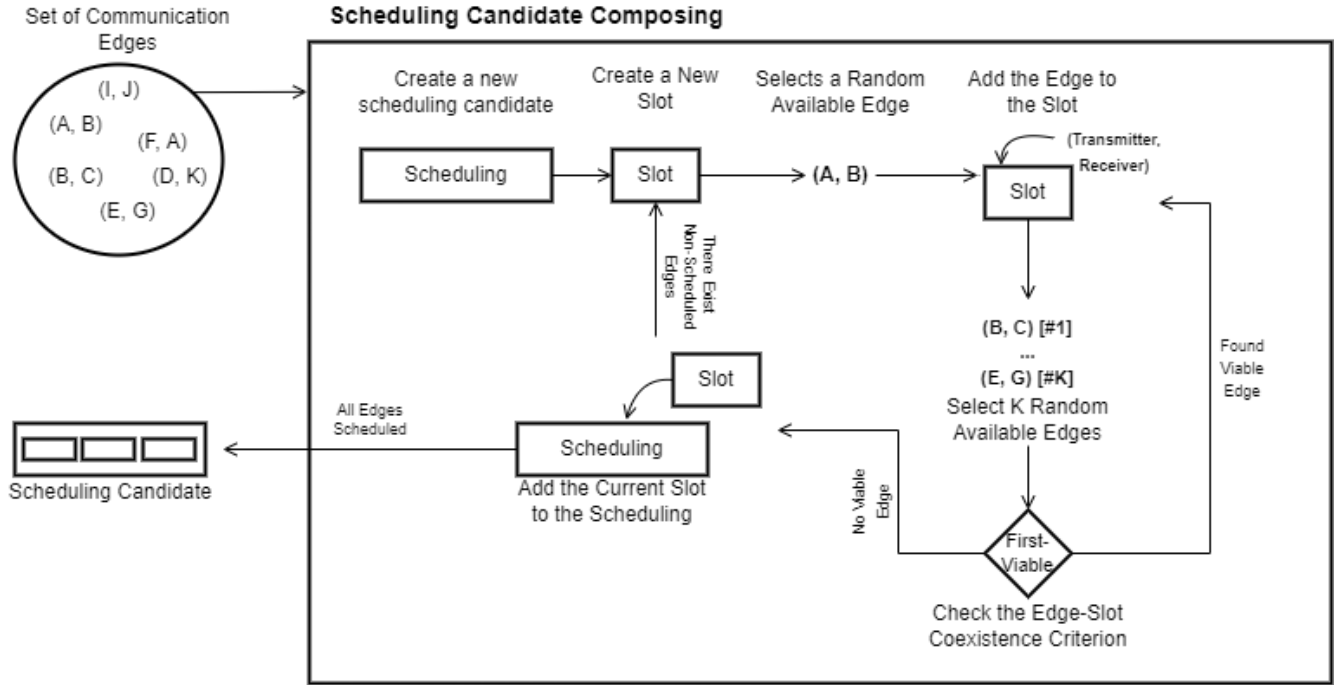 Set of Communication
Edges
(I, J)
(A, B)
(F, A)
(B, C)
(D, K)
(E, G)
Scheduling Candidate Composing
Create a new
scheduling candidate
Scheduling
Create a New
Slot
Slot
Selects a Random
Available Edge
(A, B)
Add the Edge to
the Slot
(Transmitter,
Receiver)
Slot
(B, C) [#1]
...
(E, G) [#K]
Select K Random
Available Edges
First-
Viable
Check the Edge-Slot
Coexistence Criterion
Found
Viable
Edge
No Viable
Edge
There Exist
Non-Scheduled
Edges
Slot
Scheduling
Add the Current Slot
to the Scheduling
All Edges
Scheduled
Scheduling Candidate